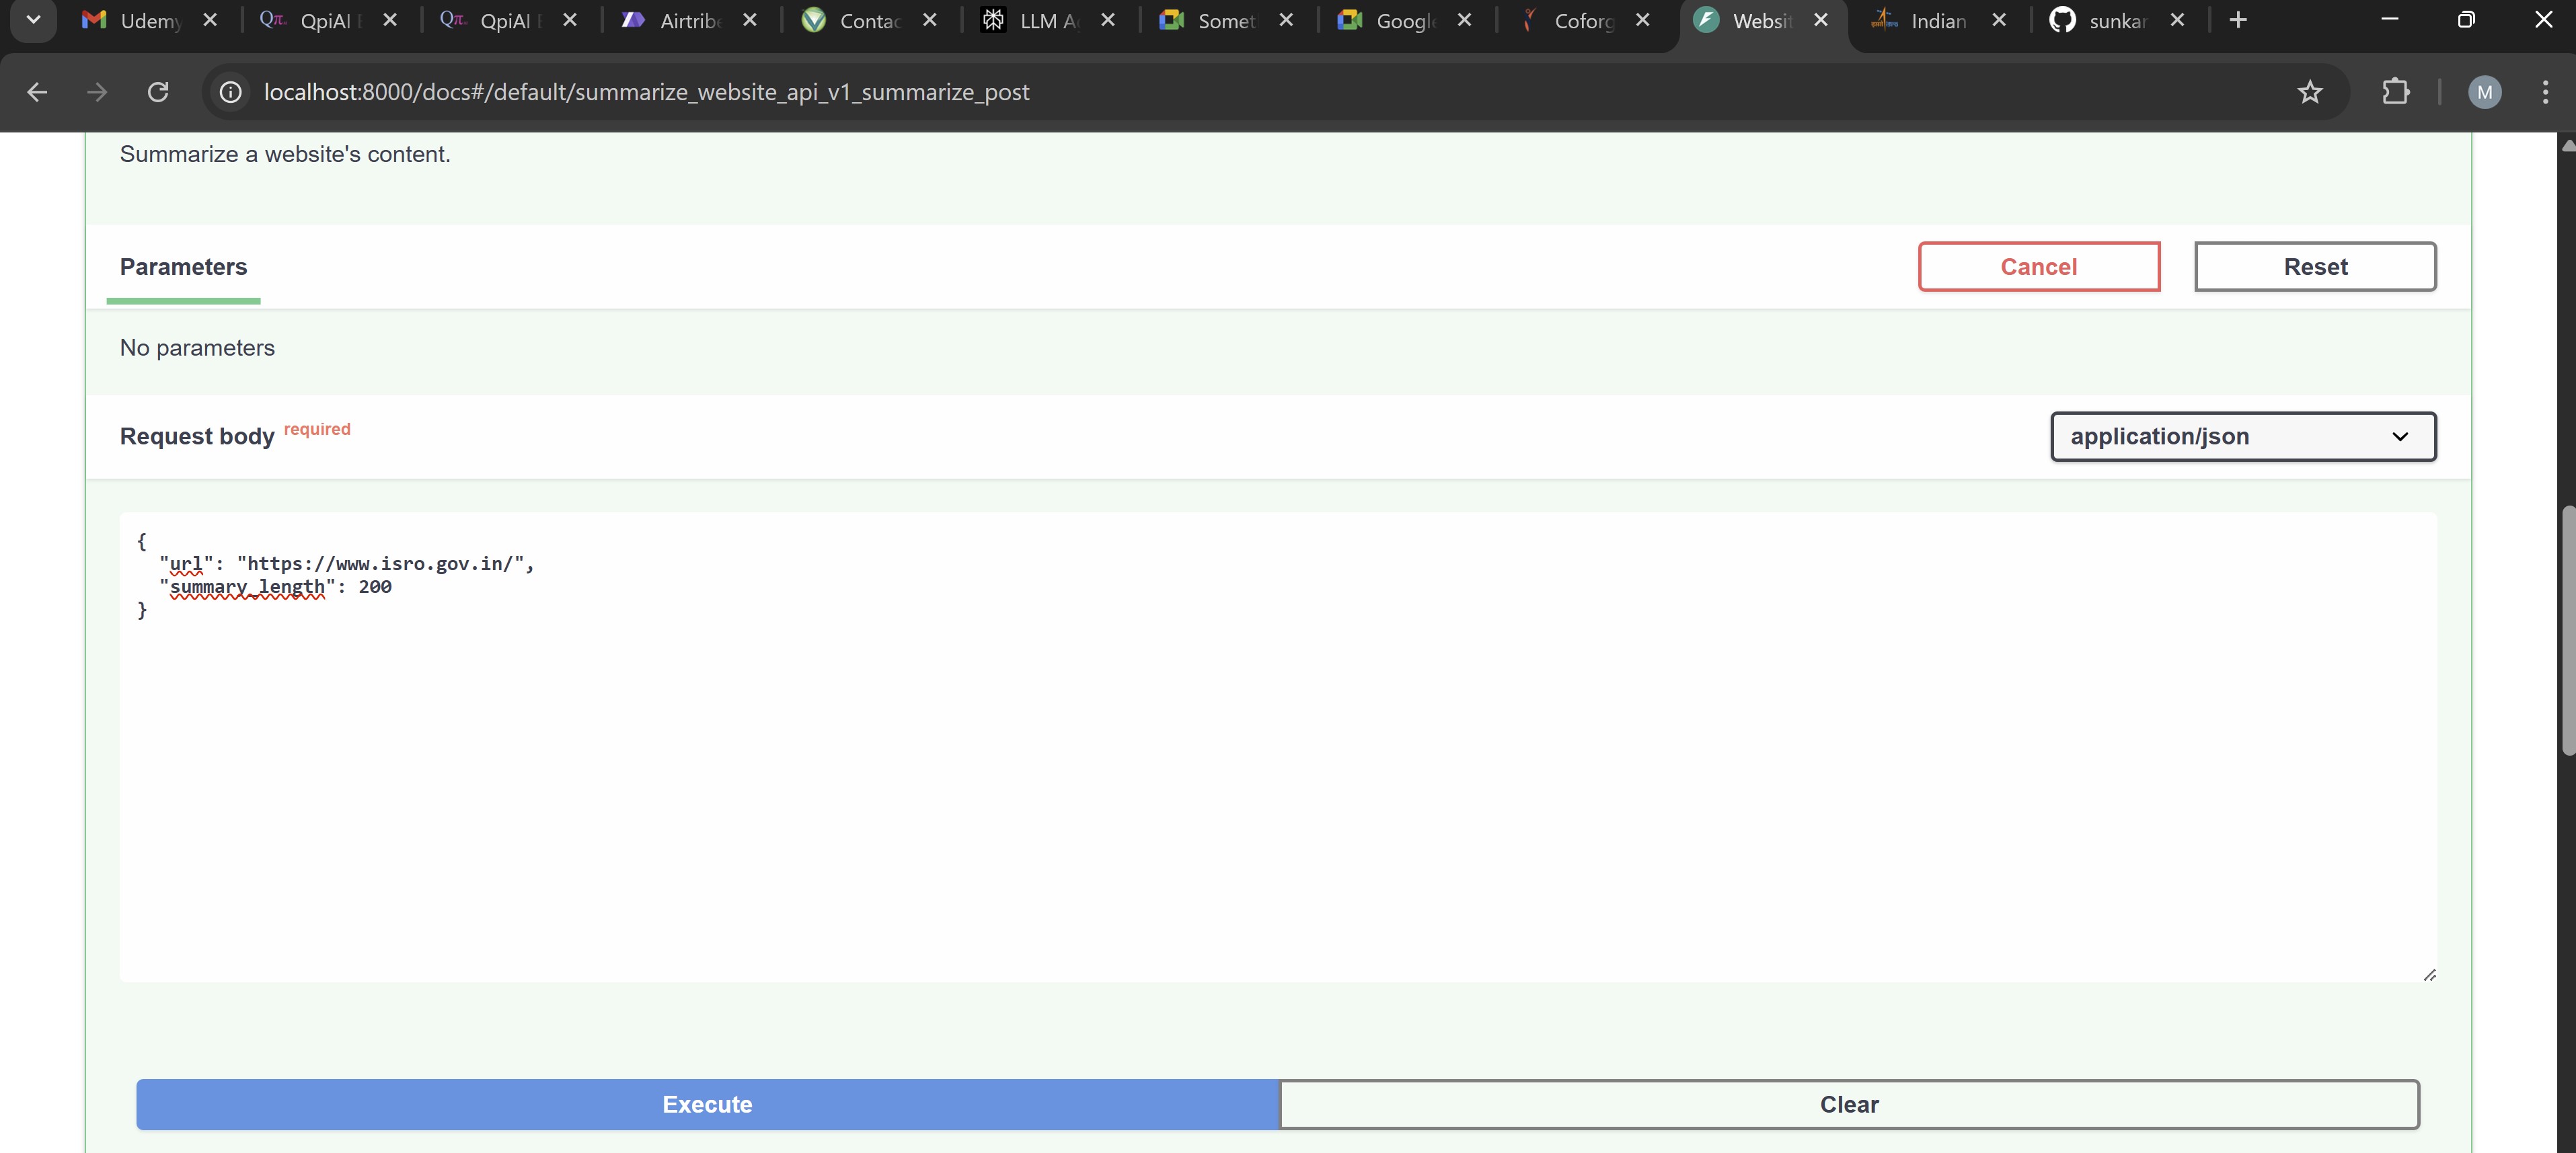 Udemy
QpiAI
QpiAI
Airtribe
Contac
LLM A
Somet
Google
Coforg
Websit
Indian
sunkar
localhost:8000/docs#/default/summarize_website_api_v1_summarize_post
M
Summarize a website's content.
Parameters
Cancel
Reset
No parameters
Request body required
application/json
{
"url": "https://www.isro.gov.in/",
"summary_length": 200
}
Execute
Clear